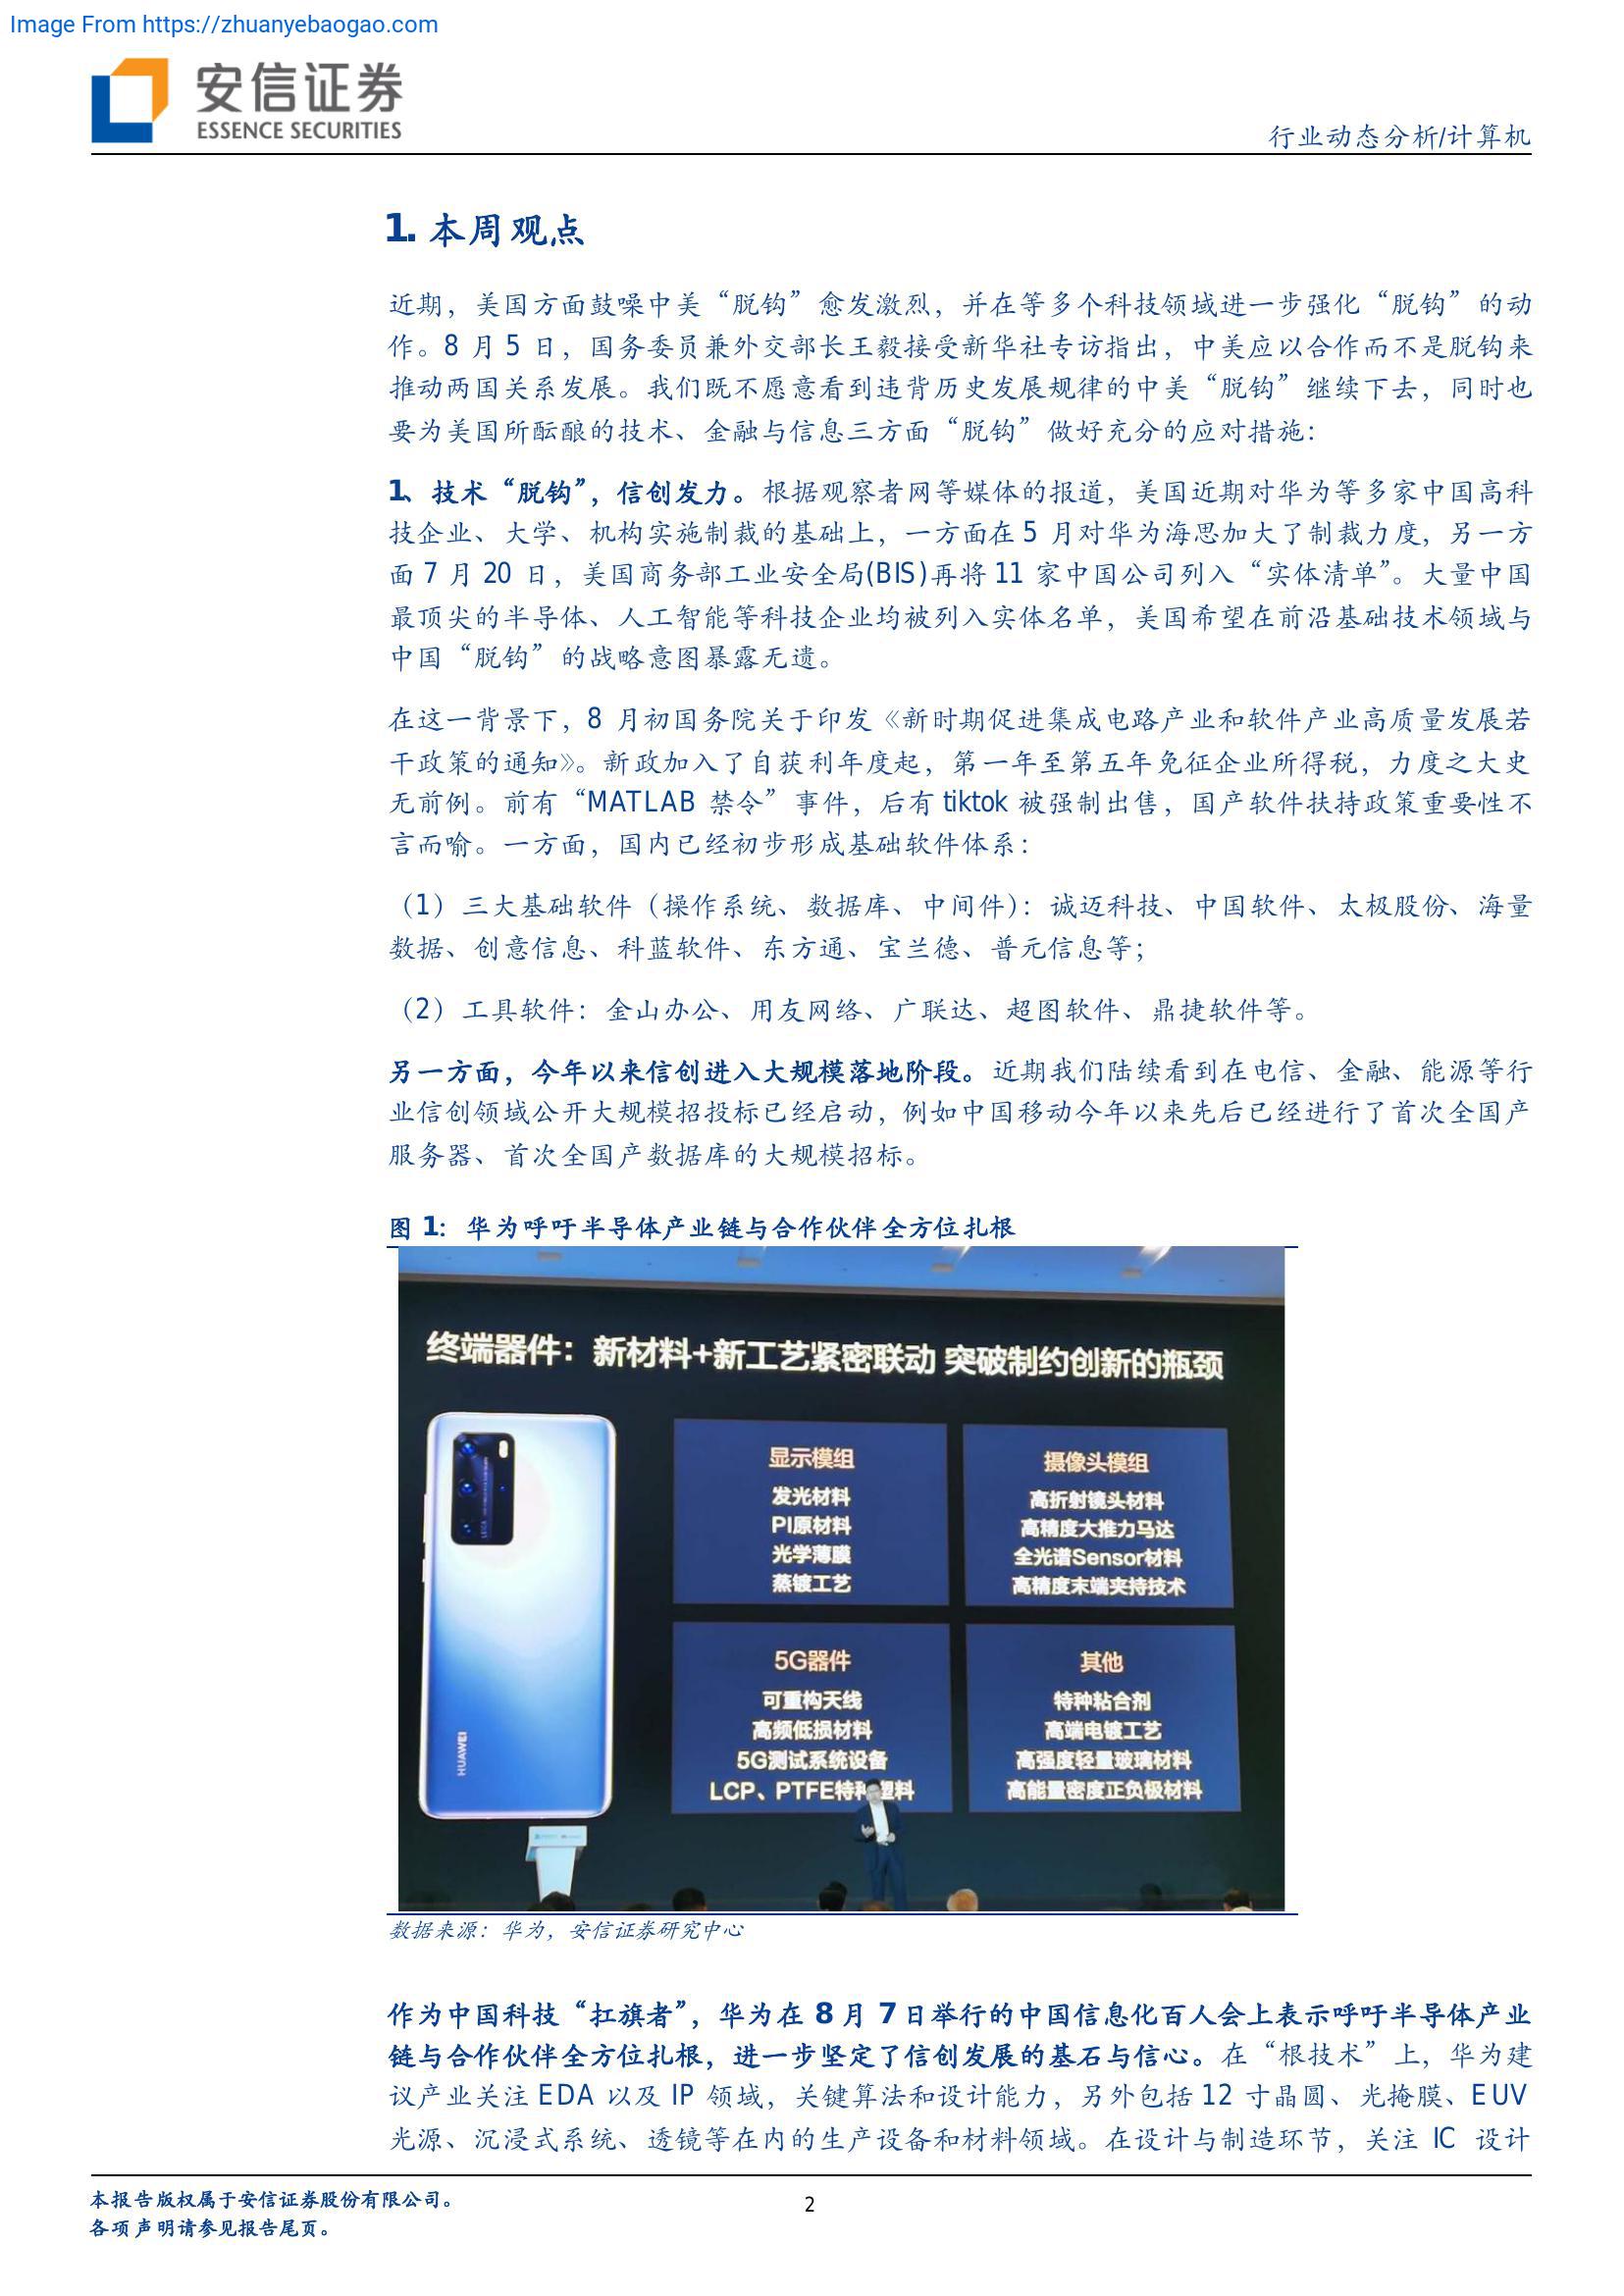 Image From https://zhuanyebaogao.com
安信证券
ESSENCE SECURITIES
行业动态分析/计算机
1. 本周观点
近期，美国方面鼓噪中美“脱钩”愈发激烈，并在等多个科技领域进一步强化“脱钩”的动
作。8 月 5 日，国务委员兼外交部长王毅接受新华社专访指出，中美应以合作而不是脱钩来
推动两国关系发展。我们既不愿意看到违背历史发展规律的中美“脱钩”继续下去，同时也
要为美国所酝酿的技术、金融与信息三方面“脱钩”做好充分的应对措施：
1、技术“脱钩”，信创发力。根据观察者网等媒体的报道，美国近期对华为等多家中国高科
技企业、大学、机构实施制裁的基础上，一方面在 5 月对华为海思加大了制裁力度，另一方
面 7 月 20 日，美国商务部工业安全局(BIS)再将 11 家中国公司列入“实体清单”。大量中国
最顶尖的半导体、人工智能等科技企业均被列入实体名单，美国希望在前沿基础技术领域与
中国“脱钩”的战略意图暴露无遗。
在这一背景下，8 月初国务院关于印发《新时期促进集成电路产业和软件产业高质量发展若
干政策的通知》。新政加入了自获利年度起，第一年至第五年免征企业所得税，力度之大史
无前例。前有“MATLAB 禁令”事件，后有 tiktok 被强制出售，国产软件扶持政策重要性不
言而喻。一方面，国内已经初步形成基础软件体系：
（1）三大基础软件（操作系统、数据库、中间件）：诚迈科技、中国软件、太极股份、海量
数据、创意信息、科蓝软件、东方通、宝兰德、普元信息等；
（2）工具软件：金山办公、用友网络、广联达、超图软件、鼎捷软件等。
另一方面，今年以来信创进入大规模落地阶段。近期我们陆续看到在电信、金融、能源等行
业信创领域公开大规模招投标已经启动，例如中国移动今年以来先后已经进行了首次全国产
服务器、首次全国产数据库的大规模招标。
图 1：华为呼吁半导体产业链与合作伙伴全方位扎根
终端器件：新材料+新工艺紧密联动 突破制约创新的瓶颈
显示模组
发光材料
PI原材料
光学薄膜
蒸镀工艺
摄像头模组
高折射镜头材料
高精度大推力马达
全光谱Sensor材料
高精度末端夹持技术
5G器件
可重构天线
高频低损材料
5G测试系统设备
LCP、PTFE特种塑料
其他
特种粘合剂
高端电镀工艺
高强度轻量玻璃材料
高能量密度正负极材料
HUAWEI
数据来源：华为，安信证券研究中心
作为中国科技“扛旗者”，华为在 8 月 7 日举行的中国信息化百人会上表示呼吁半导体产业
链与合作伙伴全方位扎根，进一步坚定了信创发展的基石与信心。在“根技术”上，华为建
议产业关注 EDA 以及 IP 领域，关键算法和设计能力，另外包括 12 寸晶圆、光掩膜、EUV
光源、沉浸式系统、透镜等在内的生产设备和材料领域。在设计与制造环节，关注 IC 设计
本报告版权属于安信证券股份有限公司。
各项声明请参见报告尾页。
2